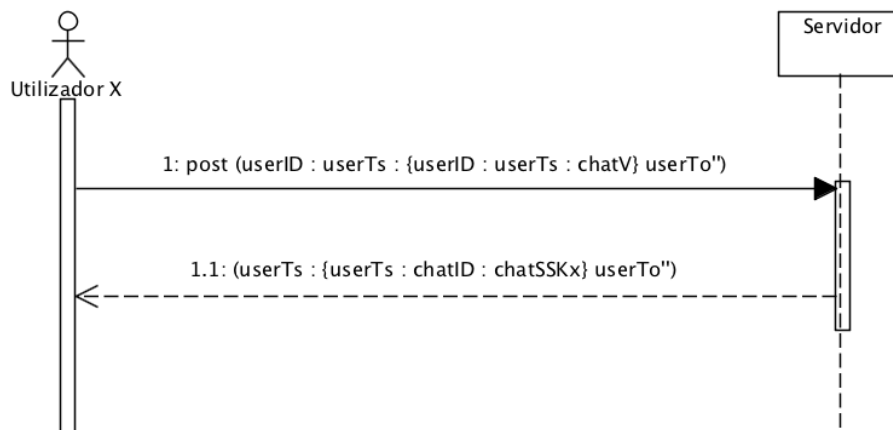 Servidor
Utilizador X
1: post (userID : userTs : {userID : userTs : chatV} userTo")
1.1: (userTs : {userTs : chatID : chatSSKx} userTo")